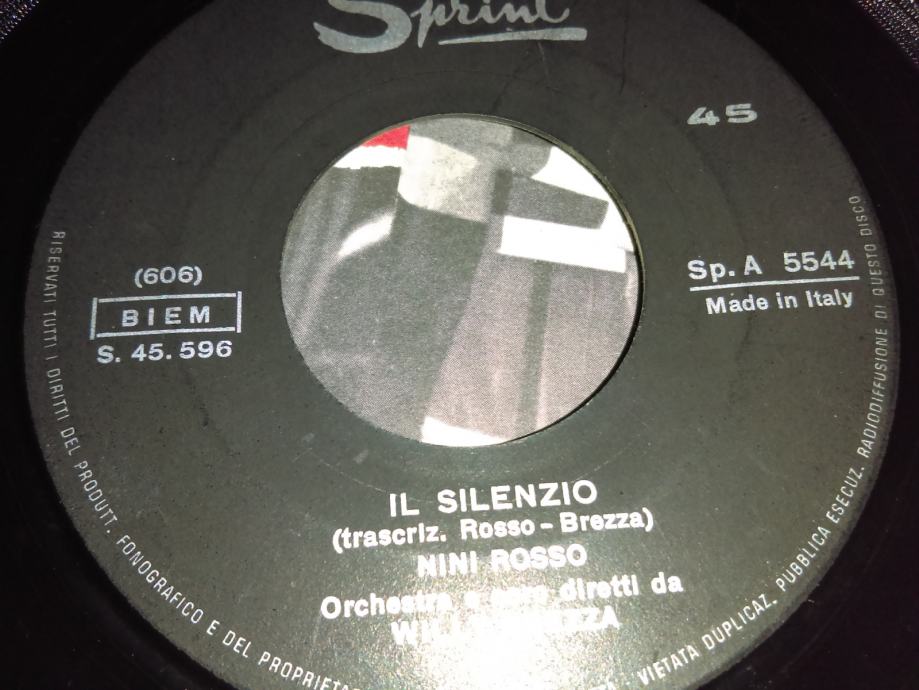 Sprint
45
(606)
BIEM
S. 45.596
Sp. A 5544
Made in Italy
IL SILENZIO
(trascriz. Rosso - Brezza)
NINI ROSSO
Orchestra e coro diretti da
RISERVATI TUTTI I DIRITTI DEL PRODUTT. FONOGRAFICO E DEL PROPRIETA
VIETATA DUPLICAZ. PUBBLICA ESECUZ. RADIODIFFUSIONE DI QUESTO DISCO